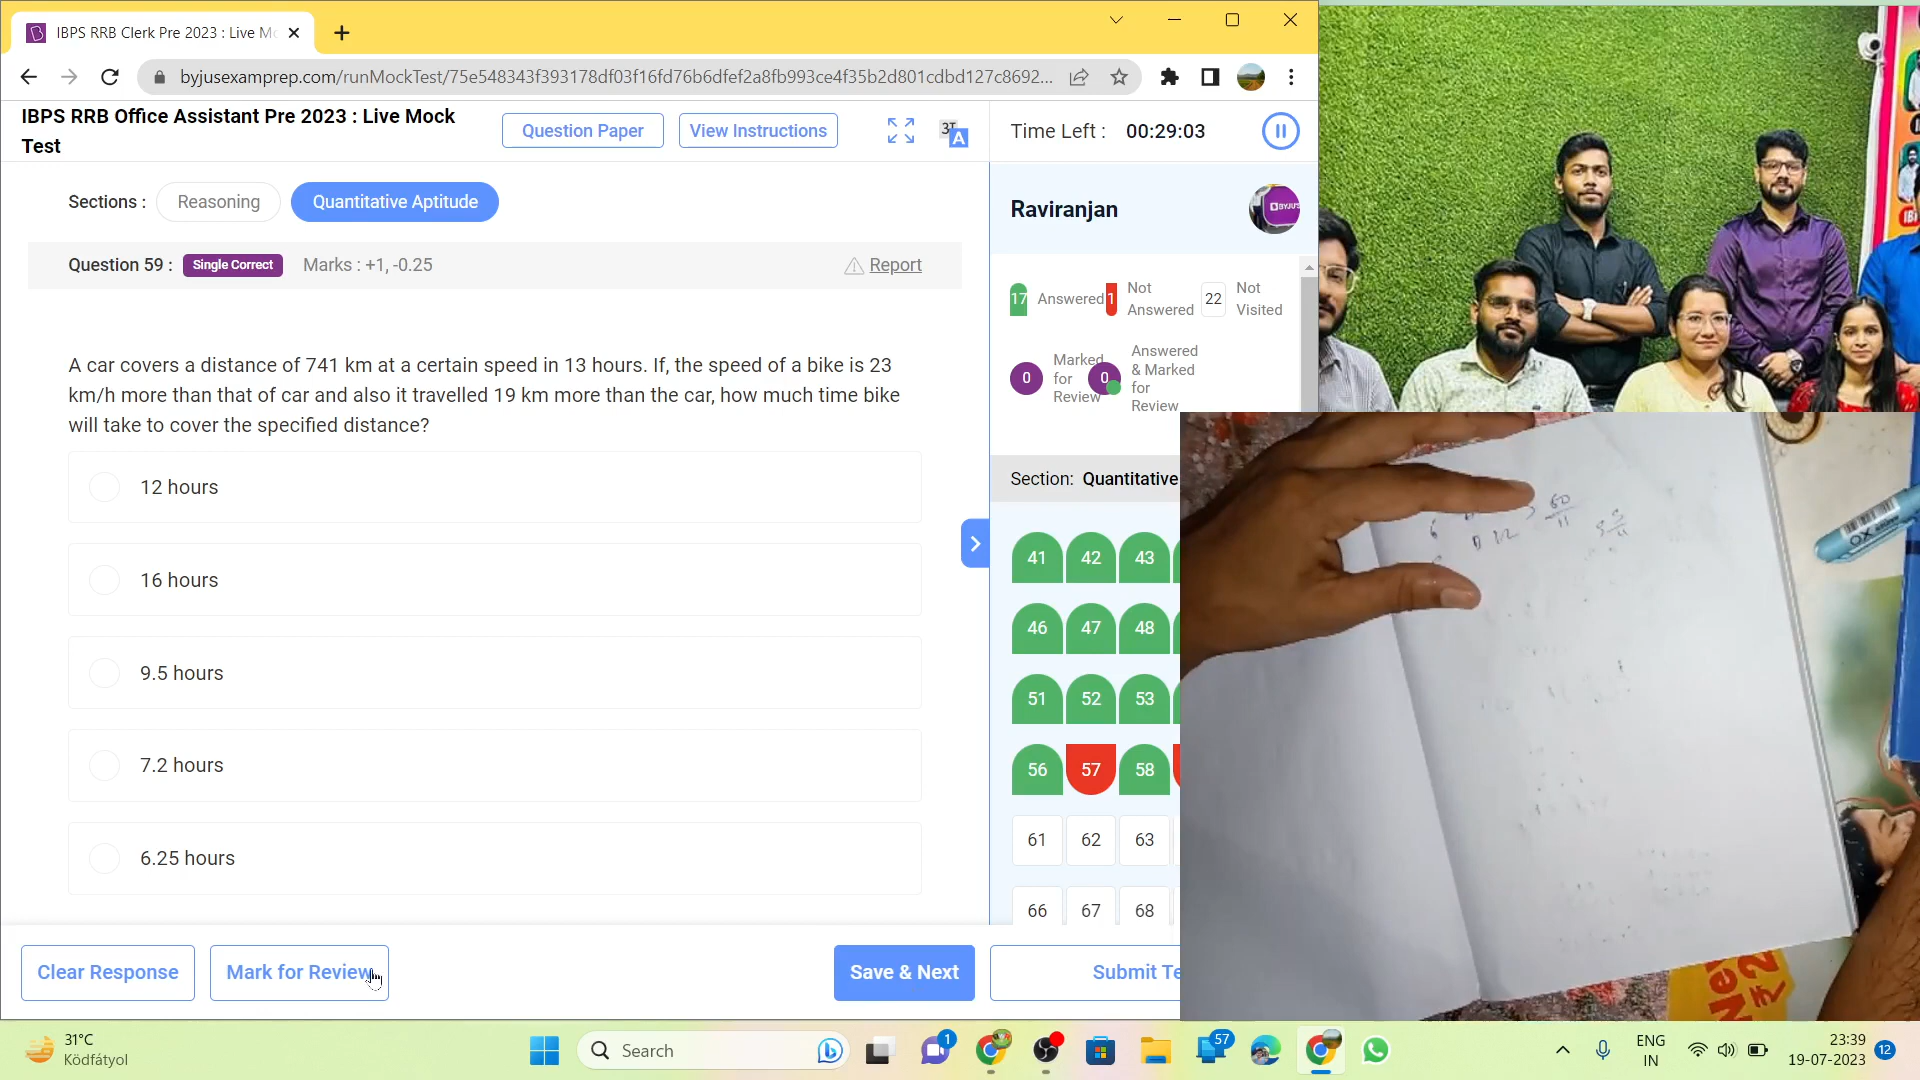 IBPS RRB Clerk Pre 2023 : Live Mo
byjusexamprep.com/runMockTest/75e548343f393178df03f16fd76b6dfef2a8fb993ce4f35b2d801cdbd127c8692...
IBPS RRB Office Assistant Pre 2023 : Live Mock
Test
Question Paper
View Instructions
Time Left : 00:29:03
Sections : Reasoning Quantitative Aptitude
Raviranjan
BYJU'S
Question 59 : Single Correct Marks : +1, -0.25 Report
17 Answered 1 Not Answered 22 Not Visited
0 Marked for Review 0 Answered & Marked for Review
A car covers a distance of 741 km at a certain speed in 13 hours. If, the speed of a bike is 23
km/h more than that of car and also it travelled 19 km more than the car, how much time bike
will take to cover the specified distance?
12 hours
16 hours
9.5 hours
7.2 hours
6.25 hours
Section: Quantitative
41 42 43
46 47 48
51 52 53
56 57 58
61 62 63
66 67 68
60
11
Clear Response Mark for Review Save & Next Submit Te
31°C
Ködfátyol
Search
1
57
ENG
IN
23:39
19-07-2023
12